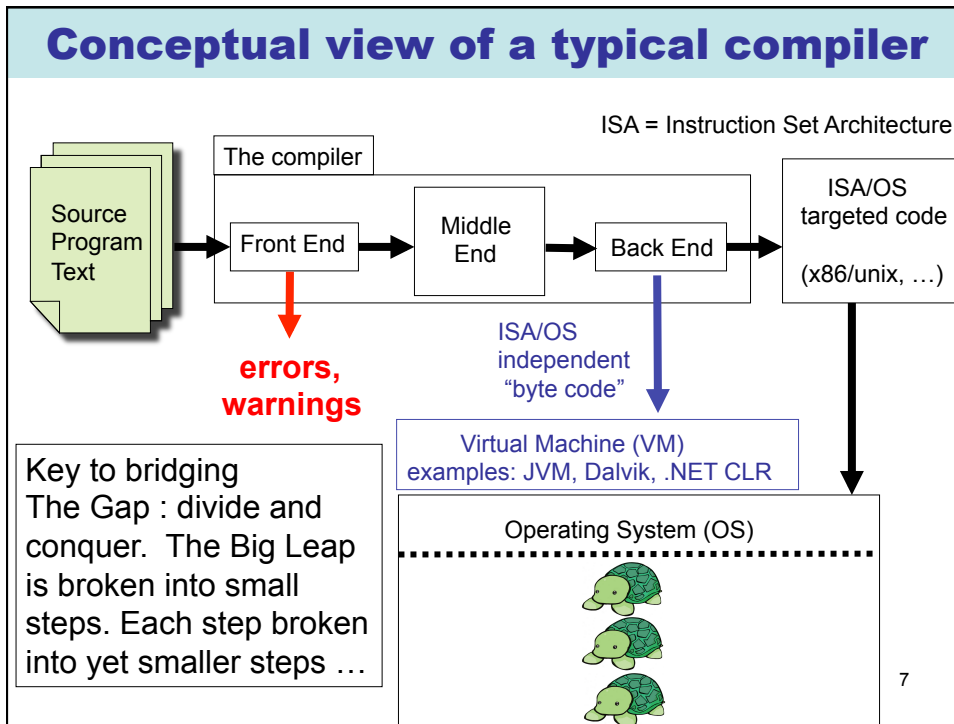 Conceptual view of a typical compiler
ISA = Instruction Set Architecture
The compiler
Source
Program
Text
Front End
Middle
End
Back End
ISA/OS
targeted code
(x86/unix, …)
errors,
warnings
ISA/OS
independent
“byte code”
Virtual Machine (VM)
examples: JVM, Dalvik, .NET CLR
Key to bridging
The Gap : divide and
conquer. The Big Leap
is broken into small
steps. Each step broken
into yet smaller steps …
Operating System (OS)
7